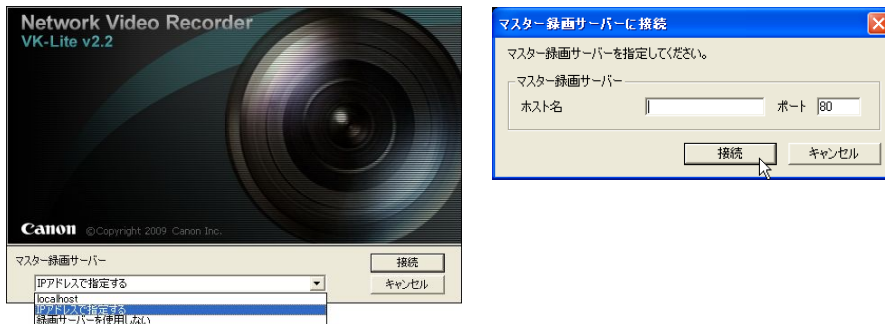 Network Video Recorder
VK-Lite v2.2
Canon ©Copyright 2009 Canon Inc.
マスター録画サーバー
接続
IPアドレスで指定する
キャンセル
localhost
IPアドレスで指定する
録画サーバーを使用しない
マスター録画サーバーに接続
マスター録画サーバーを指定してください。
マスター録画サーバー
ホスト名 ポート 80
接続 キャンセル